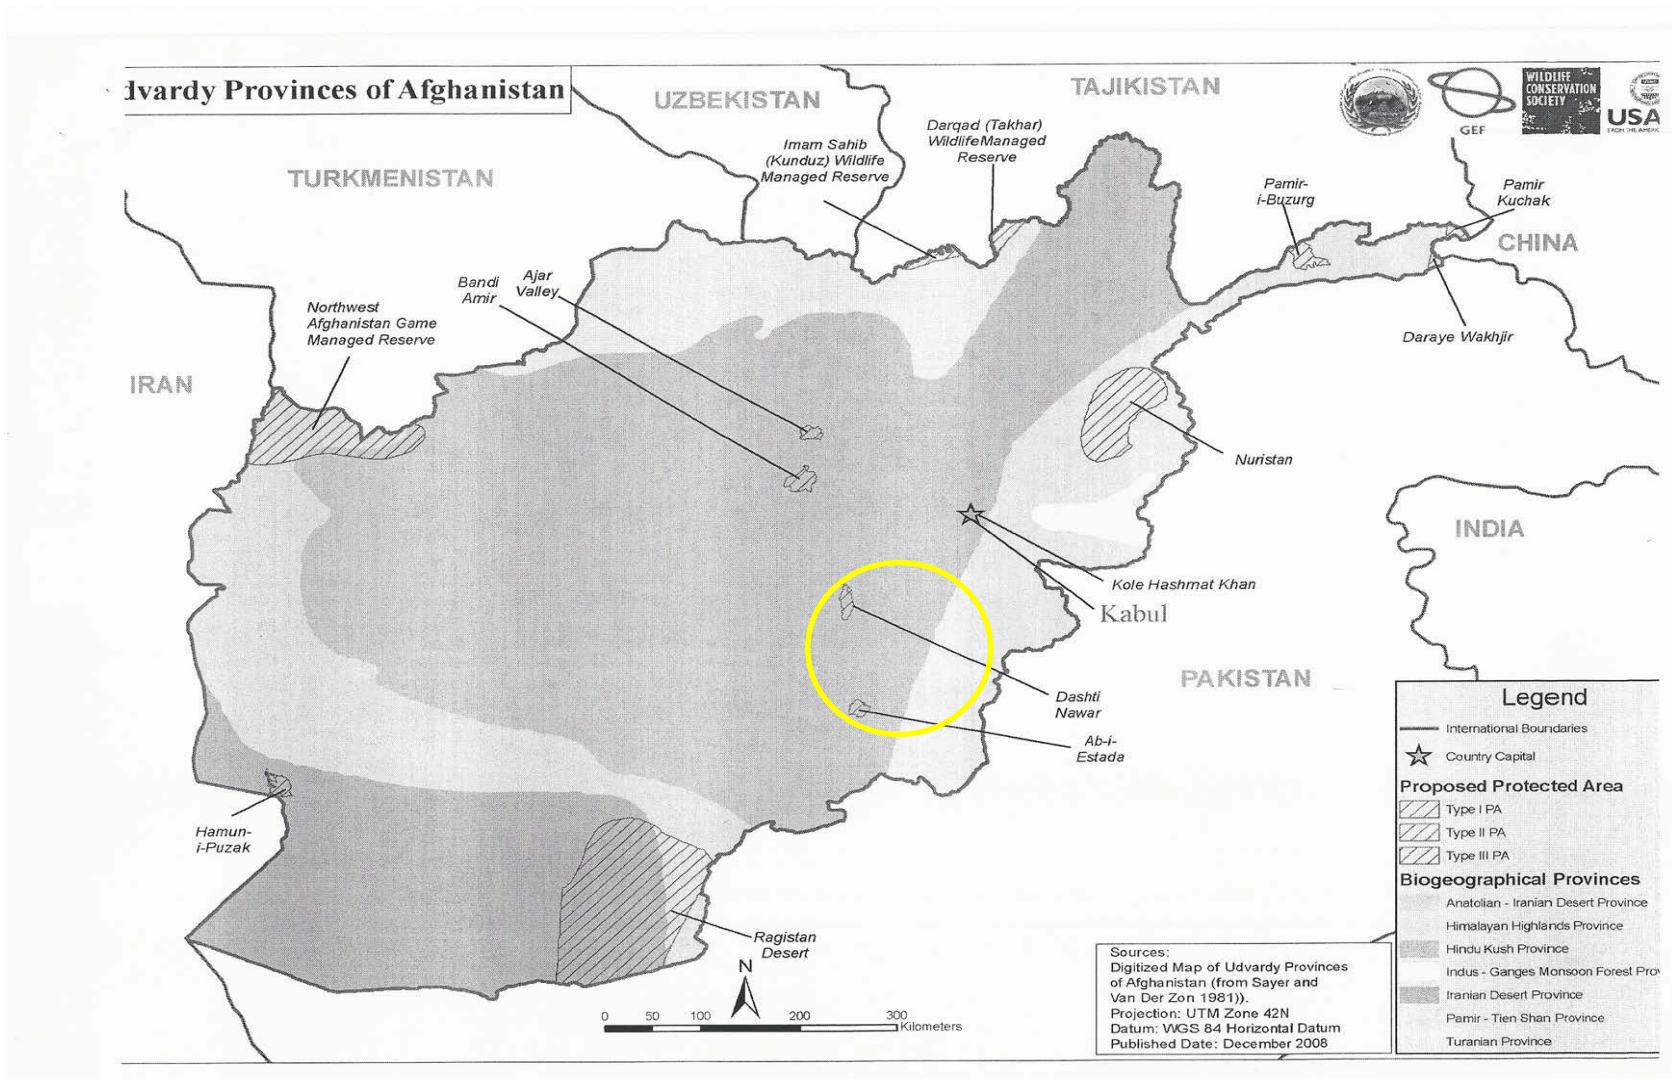 dvardy Provinces of Afghanistan
UZBEKISTAN
TAJIKISTAN
GEF
WILDLIFE
CONSERVATION
SOCIETY
USA
TURKMENISTAN
Imam Sahib
(Kunduz) Wildlife
Managed Reserve
Darqad (Takhar)
WildlifeManaged
Reserve
Pamir-
i-Buzurg
Pamir
Kuchak
CHINA
Bandi
Amir
Ajar
Valley
Northwest
Afghanistan Game
Managed Reserve
Daraye Wakhjir
IRAN
Nuristan
INDIA
Kole Hashmat Khan
Kabul
PAKISTAN
Dashti
Nawar
Ab-i-
Estada
Hamun-
i-Puzak
Ragistan
Desert
N
0 50 100 200 300
Kilometers
Sources:
Digitized Map of Udvardy Provinces
of Afghanistan (from Sayer and
Van Der Zon 1981)).
Projection: UTM Zone 42N
Datum: WGS 84 Horizontal Datum
Published Date: December 2008
Legend
International Boundaries
Country Capital
Proposed Protected Area
Type I PA
Type II PA
Type III PA
Biogeographical Provinces
Anatolian - Iranian Desert Province
Himalayan Highlands Province
Hindu Kush Province
Indus - Ganges Monsoon Forest Prov
Iranian Desert Province
Pamir - Tien Shan Province
Turanian Province